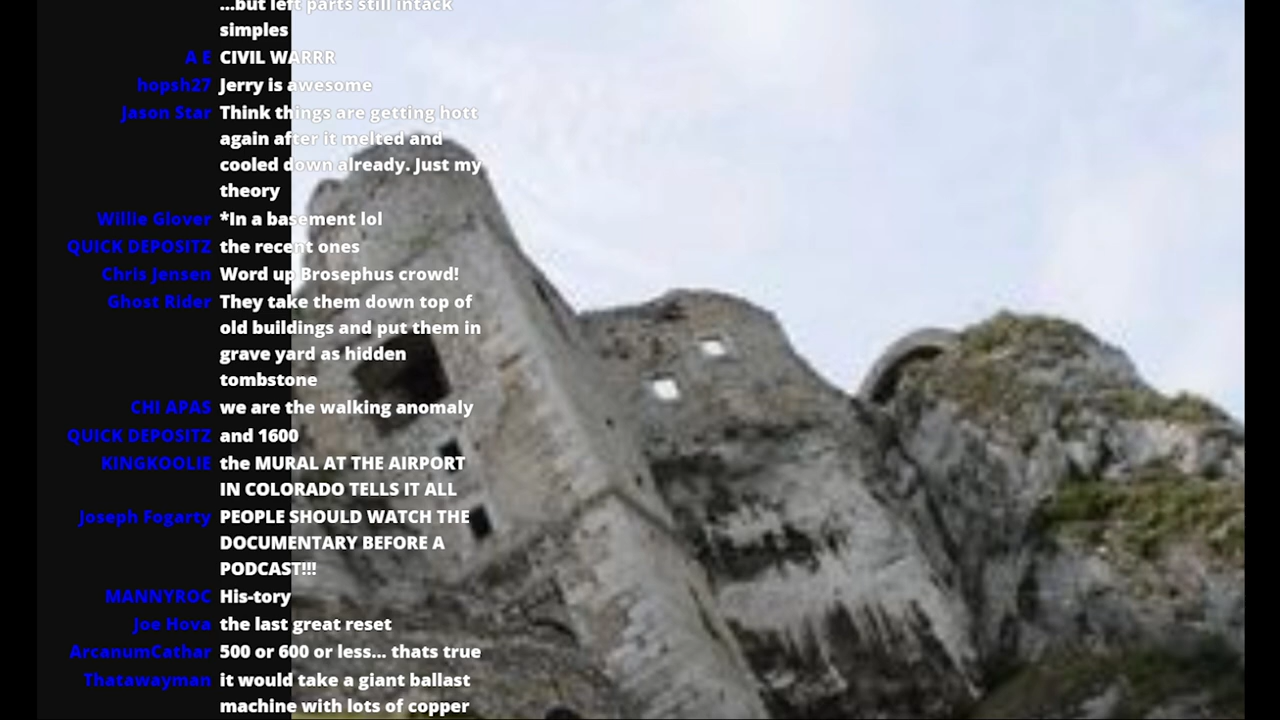 ...but left parts still intack
simples
A E CIVIL WARRR
hopsh27 Jerry is awesome
Jason Star Think things are getting hott
again after it melted and
cooled down already. Just my
theory
Willie Glover *In a basement lol
QUICK DEPOSITZ the recent ones
Chris Jensen Word up Brosephus crowd!
Ghost Rider They take them down top of
old buildings and put them in
grave yard as hidden
tombstone
CHI APAS we are the walking anomaly
QUICK DEPOSITZ and 1600
KINGKOOLIE the MURAL AT THE AIRPORT
IN COLORADO TELLS IT ALL
Joseph Fogarty PEOPLE SHOULD WATCH THE
DOCUMENTARY BEFORE A
PODCAST!!!
MANNYROC His-tory
Joe Hova the last great reset
ArcanumCathar 500 or 600 or less... thats true
Thatawayman it would take a giant ballast
machine with lots of copper